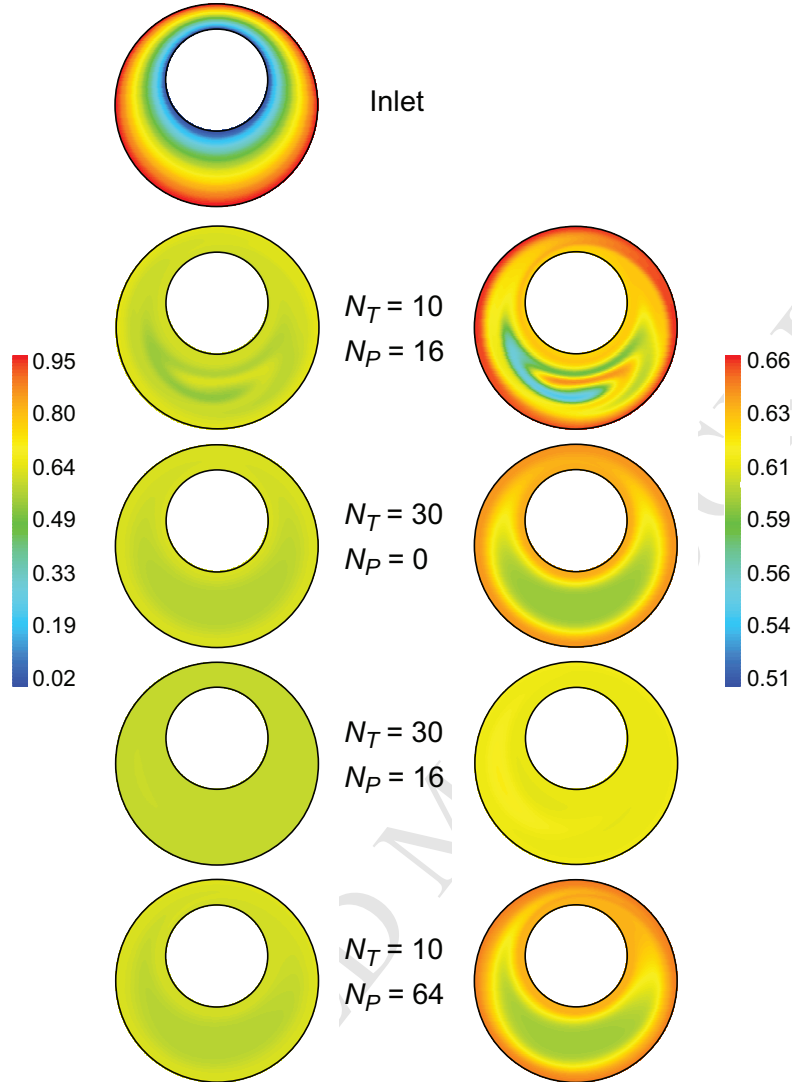 Inlet
N_T = 10
N_P = 16
0.95
0.80
0.64
0.49
0.33
0.19
0.02
0.66
0.63
0.61
0.59
0.56
0.54
0.51
N_T = 30
N_P = 0
N_T = 30
N_P = 16
N_T = 10
N_P = 64